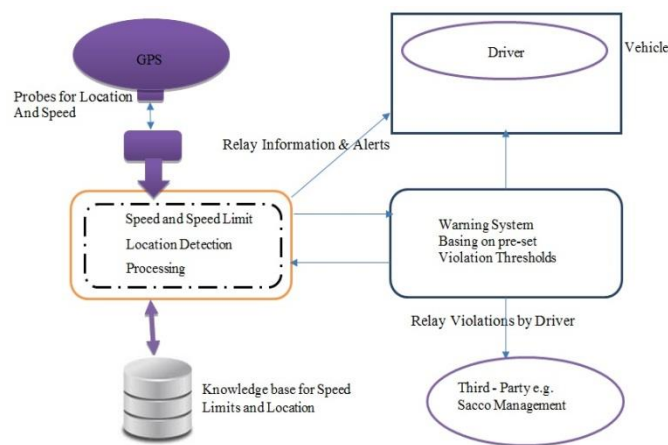 GPS
Driver
Vehicle
Probes for Location
And Speed
Relay Information & Alerts
Speed and Speed Limit
Location Detection
Processing
Warning System
Basing on pre-set
Violation Thresholds
Relay Violations by Driver
Knowledge base for Speed
Limits and Location
Third - Party e.g.
Sacco Management